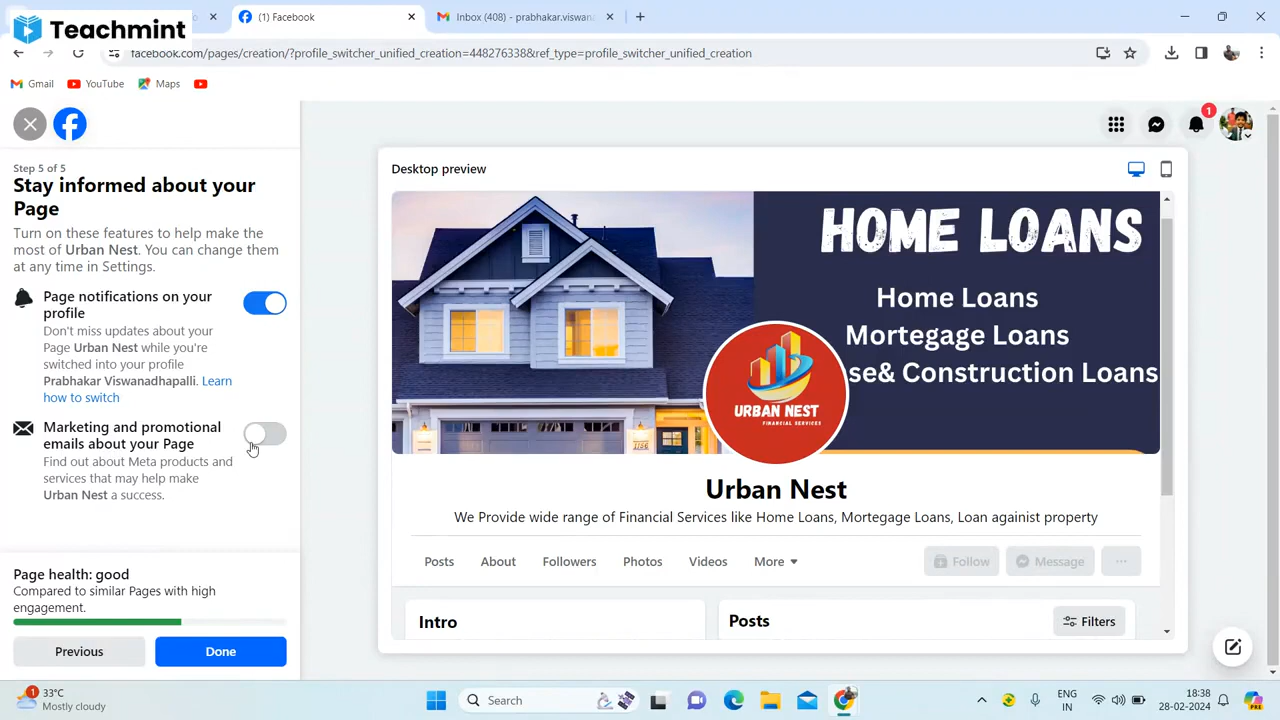 Teachmint
(1) Facebook
Inbox (408) - prabhakar.viswan
facebook.com/pages/creation/?profile_switcher_unified_creation=448276388&ref_type=profile_switcher_unified_creation
Gmail
YouTube
Maps
1
Step 5 of 5
Stay informed about your
Page
Turn on these features to help make the
most of Urban Nest. You can change them
at any time in Settings.
Page notifications on your
profile
Don't miss updates about your
Page Urban Nest while you're
switched into your profile
Prabhakar Viswanadhapalli. Learn
how to switch
Marketing and promotional
emails about your Page
Find out about Meta products and
services that may help make
Urban Nest a success.
Page health: good
Compared to similar Pages with high
engagement.
Previous
Done
Desktop preview
HOME LOANS
Home Loans
Mortegage Loans
se& Construction Loans
URBAN NEST
FINANCIAL SERVICES
Urban Nest
We Provide wide range of Financial Services like Home Loans, Mortegage Loans, Loan againist property
Posts
About
Followers
Photos
Videos
More
Follow
Message
Intro
Posts
Filters
1
33°C
Mostly cloudy
Search
ENG
IN
18:38
28-02-2024